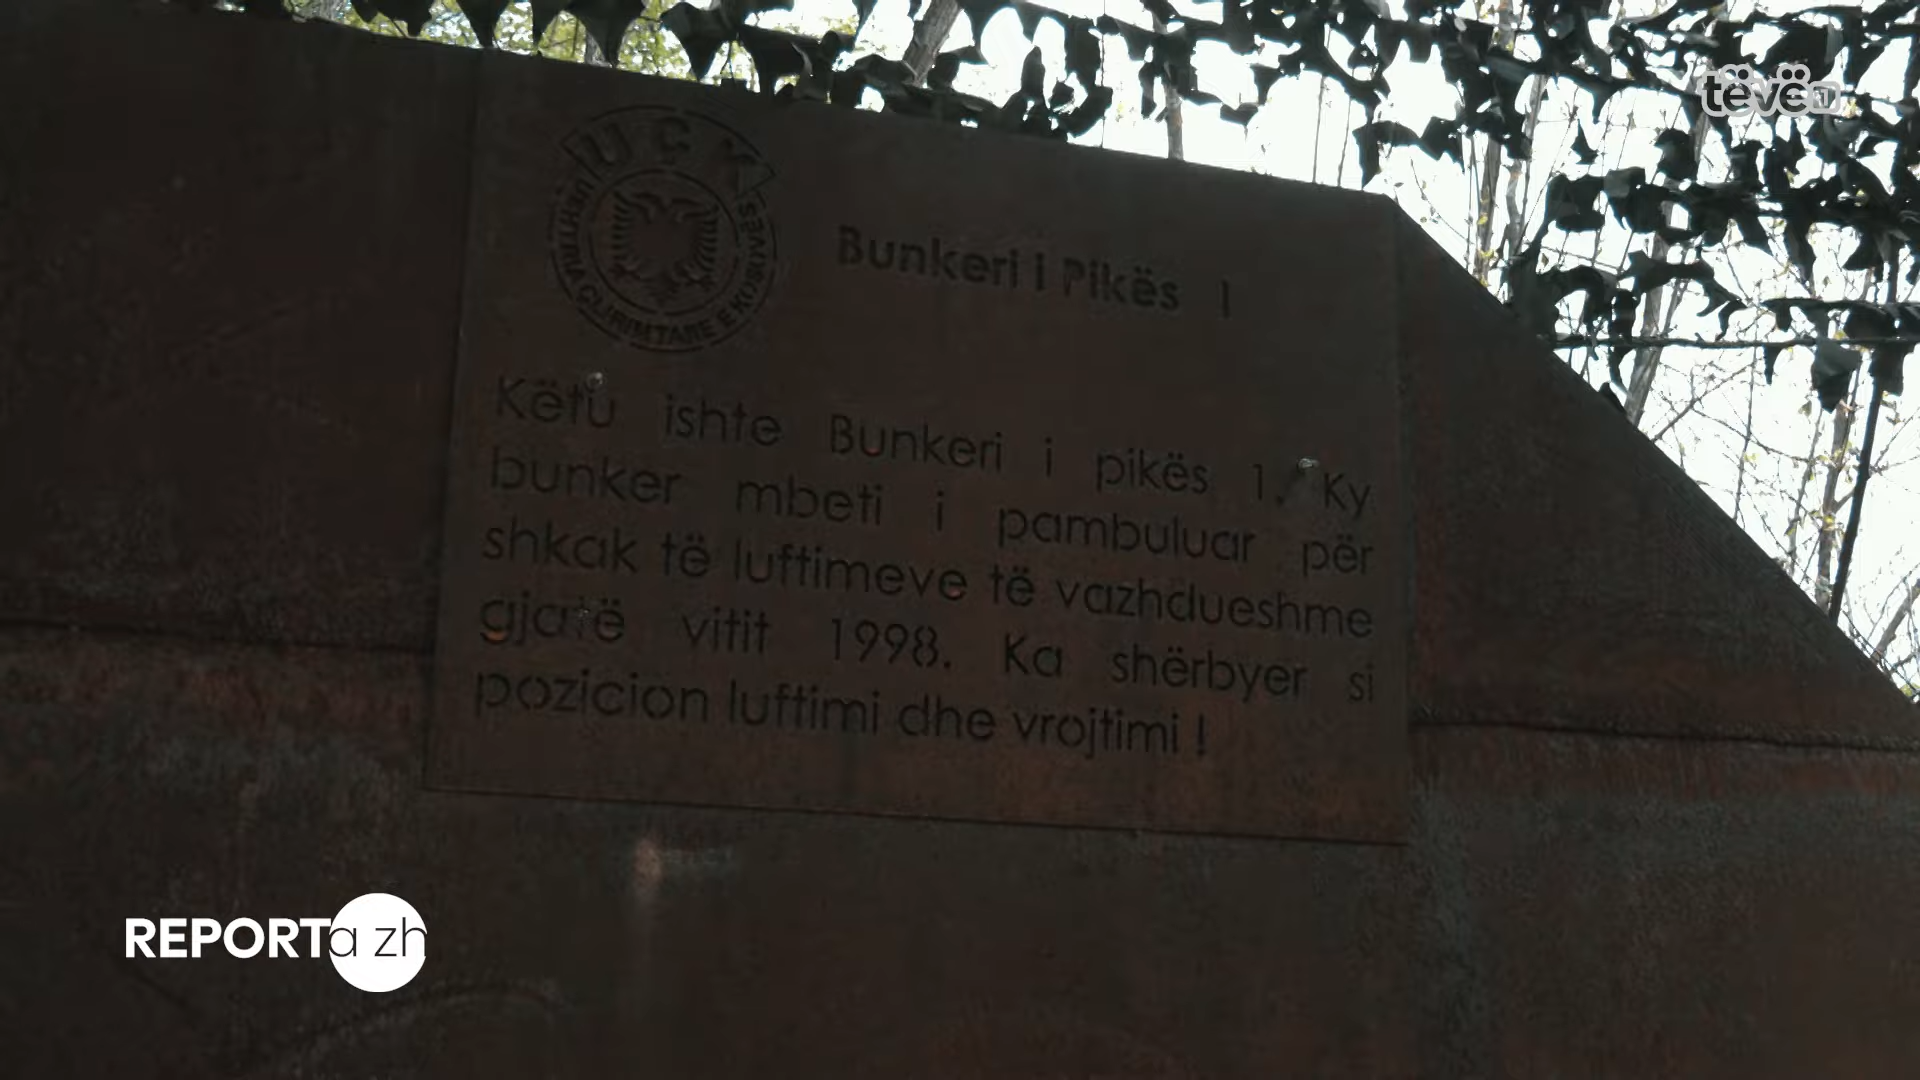 tëvë1
UÇK
USHTRIA ÇLIRIMTARE E KOSOVËS
Bunkeri i Pikës 1
Këtu ishte Bunkeri i pikës 1. Ky
bunker mbeti i pambuluar për
shkak të luftimeve të vazhdueshme
gjatë vitit 1998. Ka shërbyer si
pozicion luftimi dhe vrojtimi !
REPORTazh